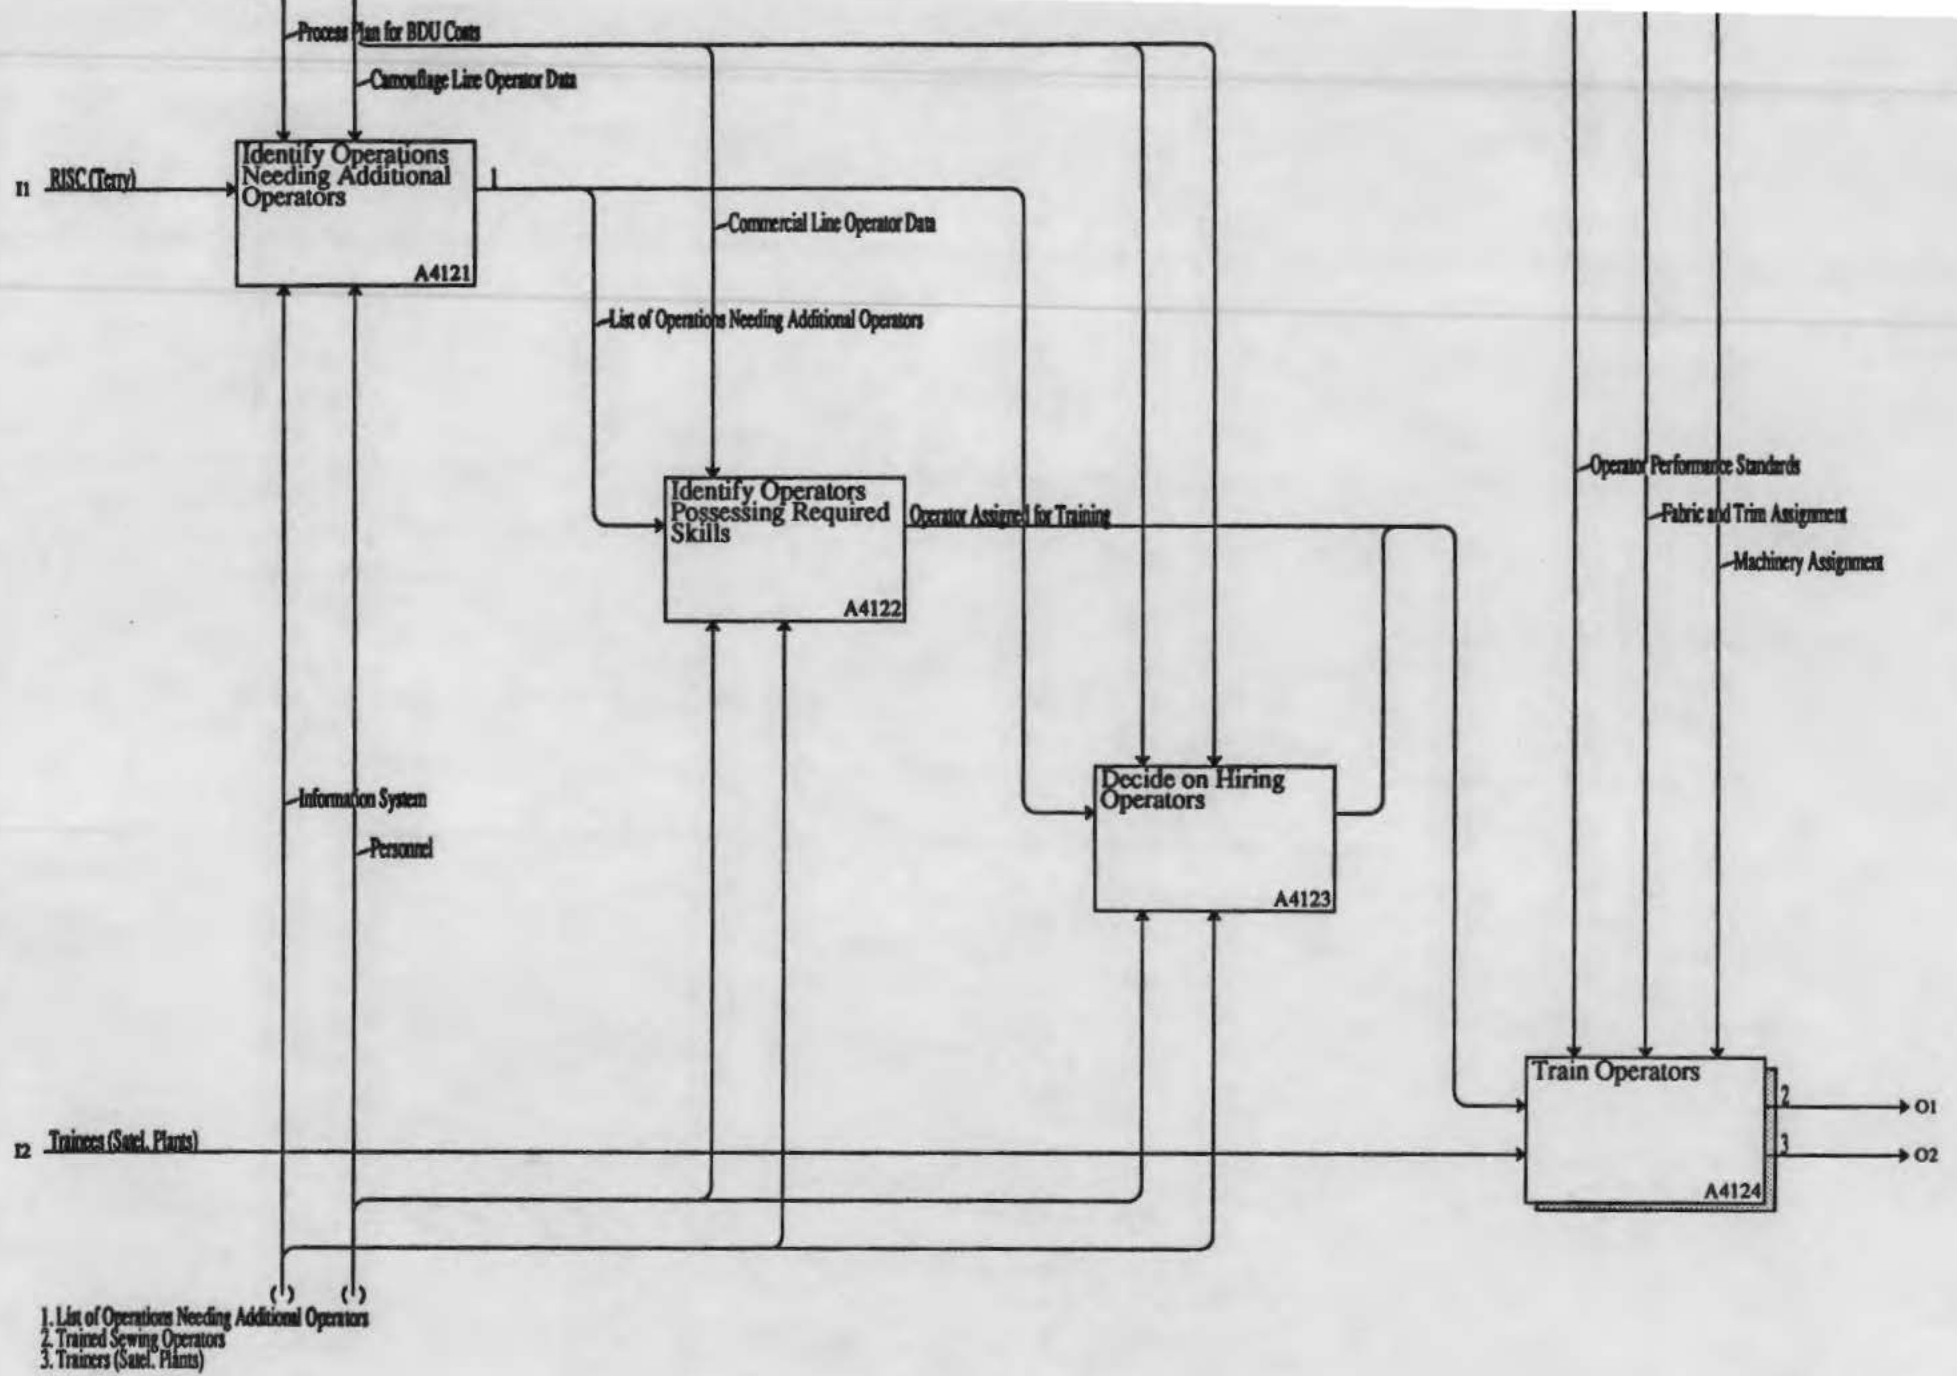 Process Plan for BDU Costs
Camouflage Line Operator Data
Identify Operations
Needing Additional
Operators
A4121
I1 RISC (Terry)
1
Commercial Line Operator Data
List of Operations Needing Additional Operators
Operator Performance Standards
Fabric and Trim Assignment
Machinery Assignment
Identify Operators
Possessing Required
Skills
A4122
Operator Assigned for Training
Decide on Hiring
Operators
A4123
Information System
Personnel
Train Operators
A4124
2
O1
3
O2
I2 Trainees (Satel. Plants)
( ) ( )
1. List of Operations Needing Additional Operators
2. Trained Sewing Operators
3. Trainers (Satel. Plants)